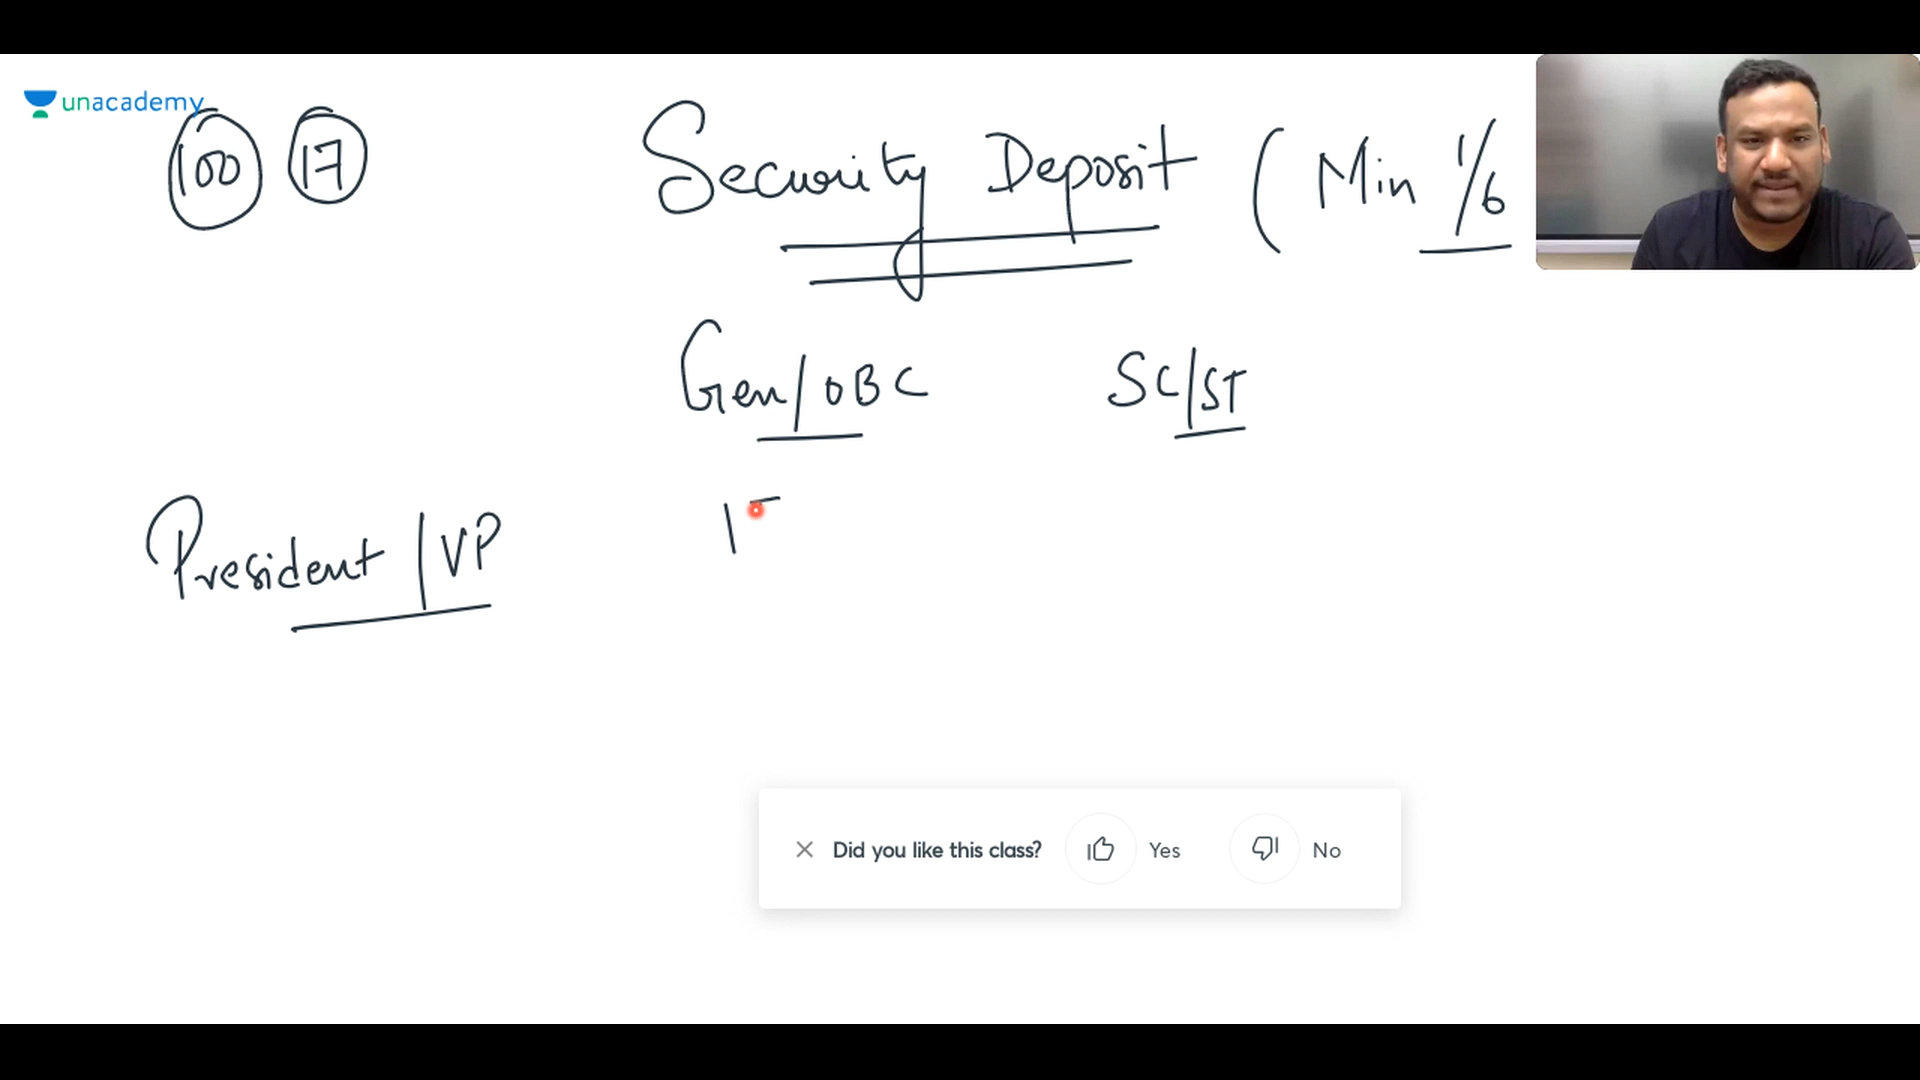 unacademy
100 17 Security Deposit ( Min 1/6
Gen/OBC SC/ST
President/VP 1
Did you like this class? Yes No